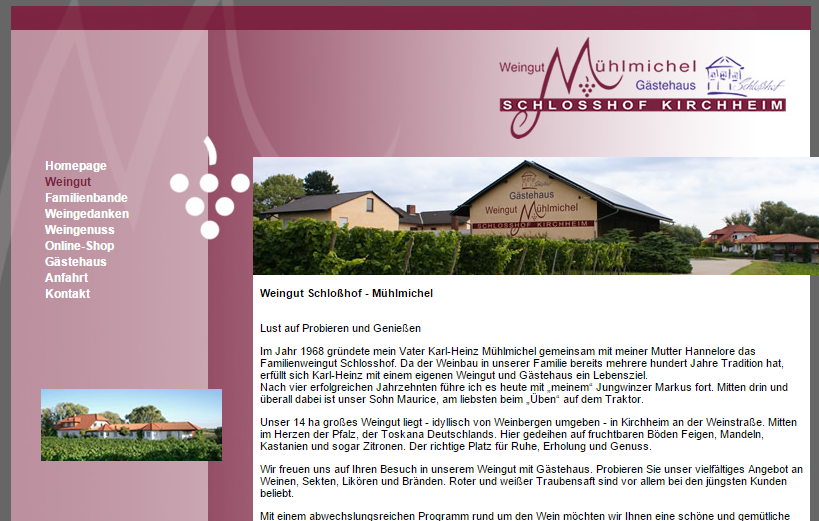 Weingut Mühlmichel
Gästehaus Schloßhof
SCHLOSSHOF KIRCHHEIM
Homepage
Weingut
Familienbande
Weingedanken
Weingenuss
Online-Shop
Gästehaus
Anfahrt
Kontakt
Gästehaus
Weingut Mühlmichel
SCHLOSSHOF KIRCHHEIM
Weingut Schloßhof - Mühlmichel
Lust auf Probieren und Genießen
Im Jahr 1968 gründete mein Vater Karl-Heinz Mühlmichel gemeinsam mit meiner Mutter Hannelore das
Familienweingut Schlosshof. Da der Weinbau in unserer Familie bereits mehrere hundert Jahre Tradition hat,
erfüllt sich Karl-Heinz mit einem eigenen Weingut und Gästehaus ein Lebensziel.
Nach vier erfolgreichen Jahrzehnten führe ich es heute mit „meinem“ Jungwinzer Markus fort. Mitten drin und
überall dabei ist unser Sohn Maurice, am liebsten beim „Üben“ auf dem Traktor.
Unser 14 ha großes Weingut liegt - idyllisch von Weinbergen umgeben - in Kirchheim an der Weinstraße. Mitten
im Herzen der Pfalz, der Toskana Deutschlands. Hier gedeihen auf fruchtbaren Böden Feigen, Mandeln,
Kastanien und sogar Zitronen. Der richtige Platz für Ruhe, Erholung und Genuss.
Wir freuen uns auf Ihren Besuch in unserem Weingut mit Gästehaus. Probieren Sie unser vielfältiges Angebot an
Weinen, Sekten, Likören und Bränden. Roter und weißer Traubensaft sind vor allem bei den jüngsten Kunden
beliebt.
Mit einem abwechslungsreichen Programm rund um den Wein möchten wir Ihnen eine schöne und gemütliche